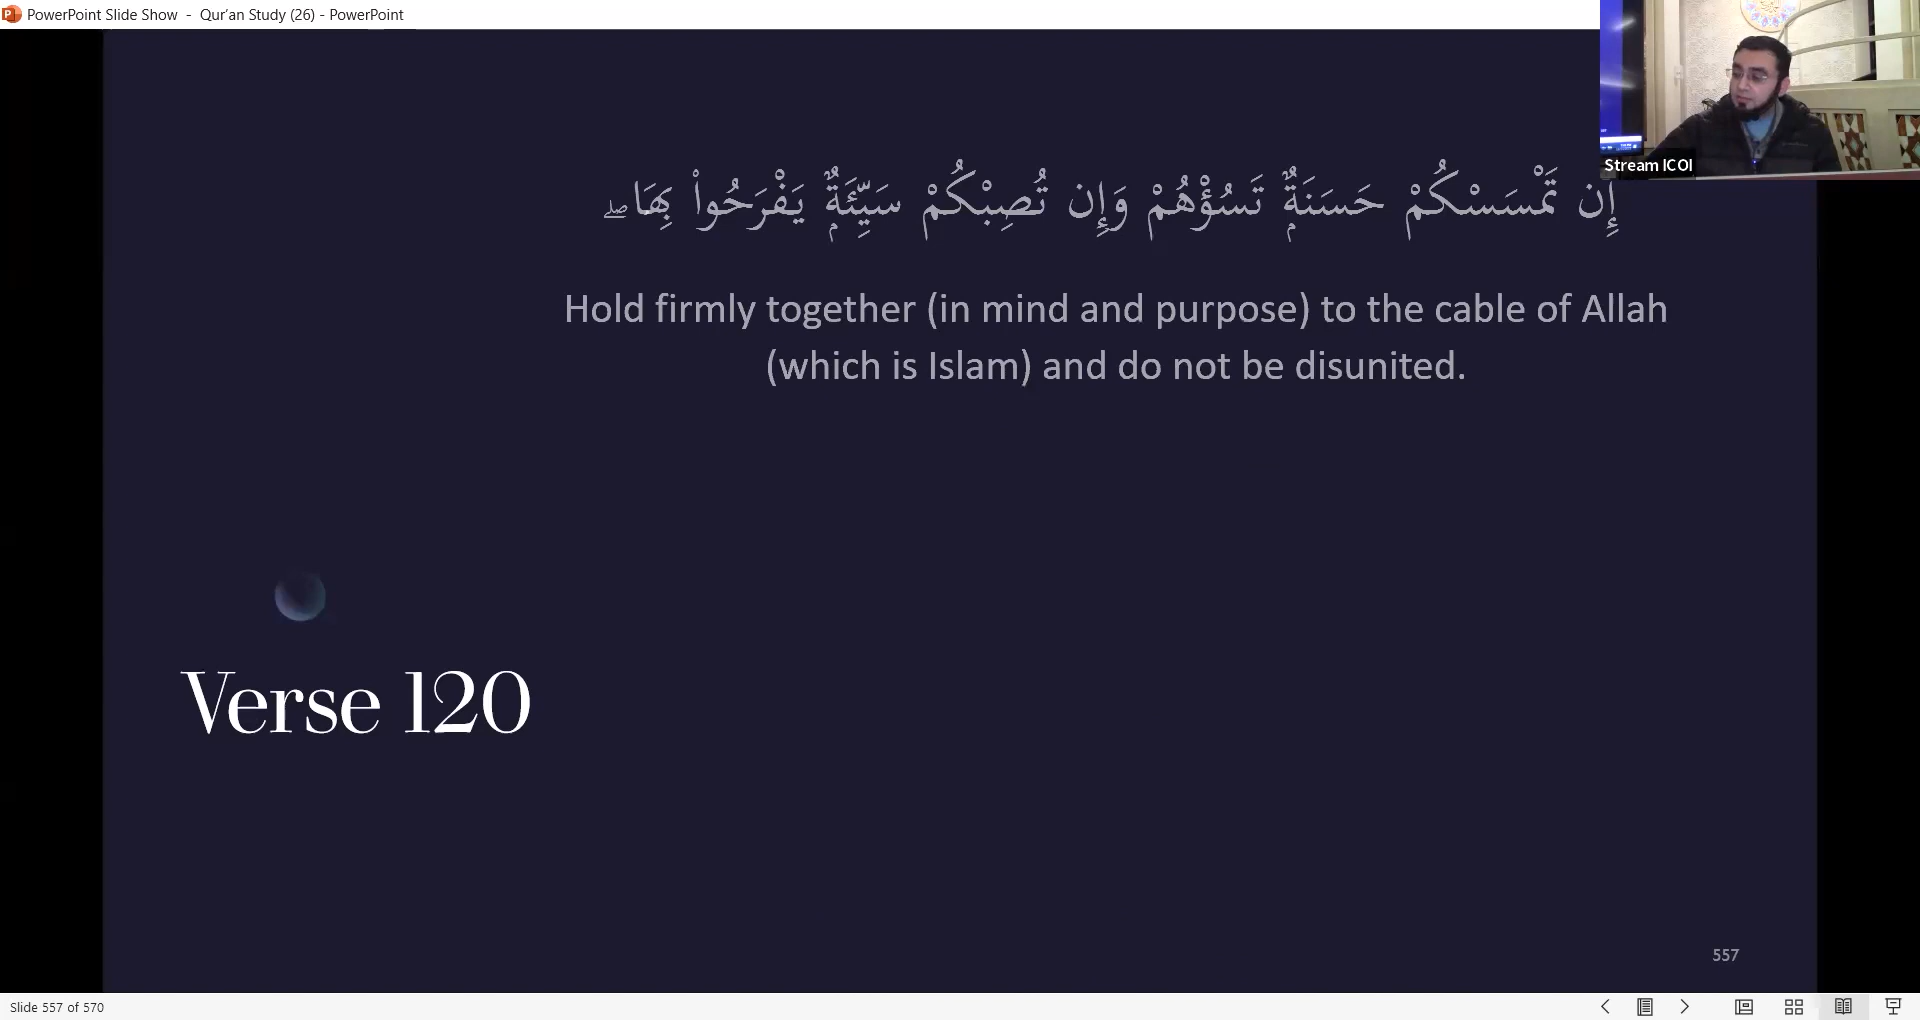 PowerPoint Slide Show - Qur'an Study (26) - PowerPoint
Stream ICOI
إِن تَمْسَسْكُمْ حَسَنَةٌ تَسُؤْهُمْ وَإِن تُصِبْكُمْ سَيِّئَةٌ يَفْرَحُوا۟ بِهَا ۖ
Hold firmly together (in mind and purpose) to the cable of Allah
(which is Islam) and do not be disunited.
Verse 120
557
Slide 557 of 570